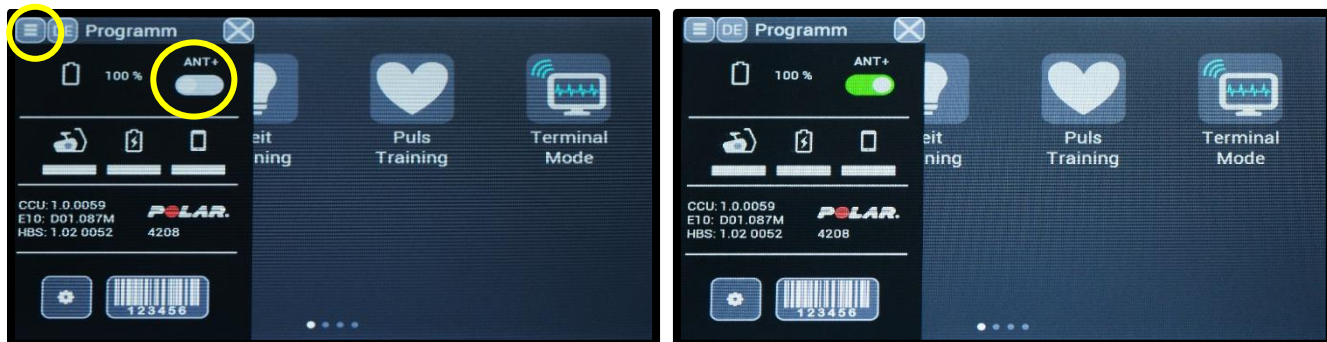 DE Programm
100 %
ANT+
eit
ning
Puls
Training
Terminal
Mode
CCU: 1.0.0059
E10: D01.087M
HBS: 1.02 0052
POLAR.
4208
123456
DE Programm
100 %
ANT+
eit
ning
Puls
Training
Terminal
Mode
CCU: 1.0.0059
E10: D01.087M
HBS: 1.02 0052
POLAR.
4208
123456